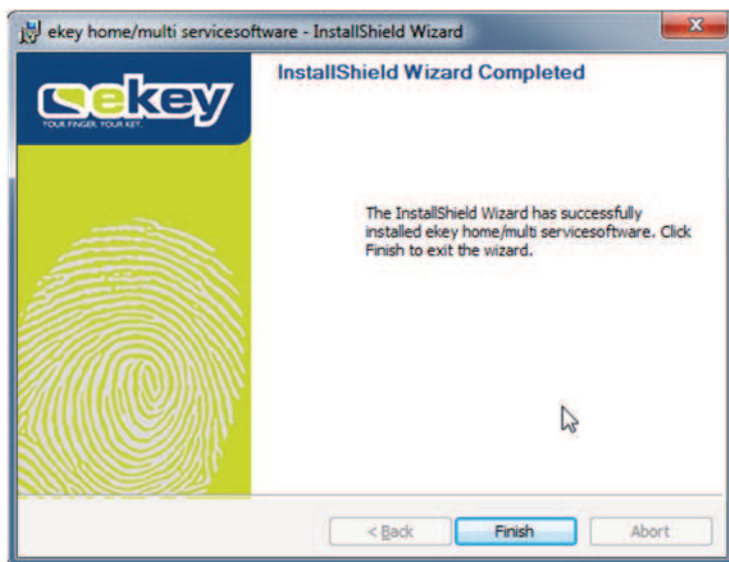 ekey home/multi servicesoftware - InstallShield Wizard
ekey
YOUR FINGER. YOUR KEY.
InstallShield Wizard Completed
The InstallShield Wizard has successfully
installed ekey home/multi servicesoftware. Click
Finish to exit the wizard.
< Back
Finish
Abort